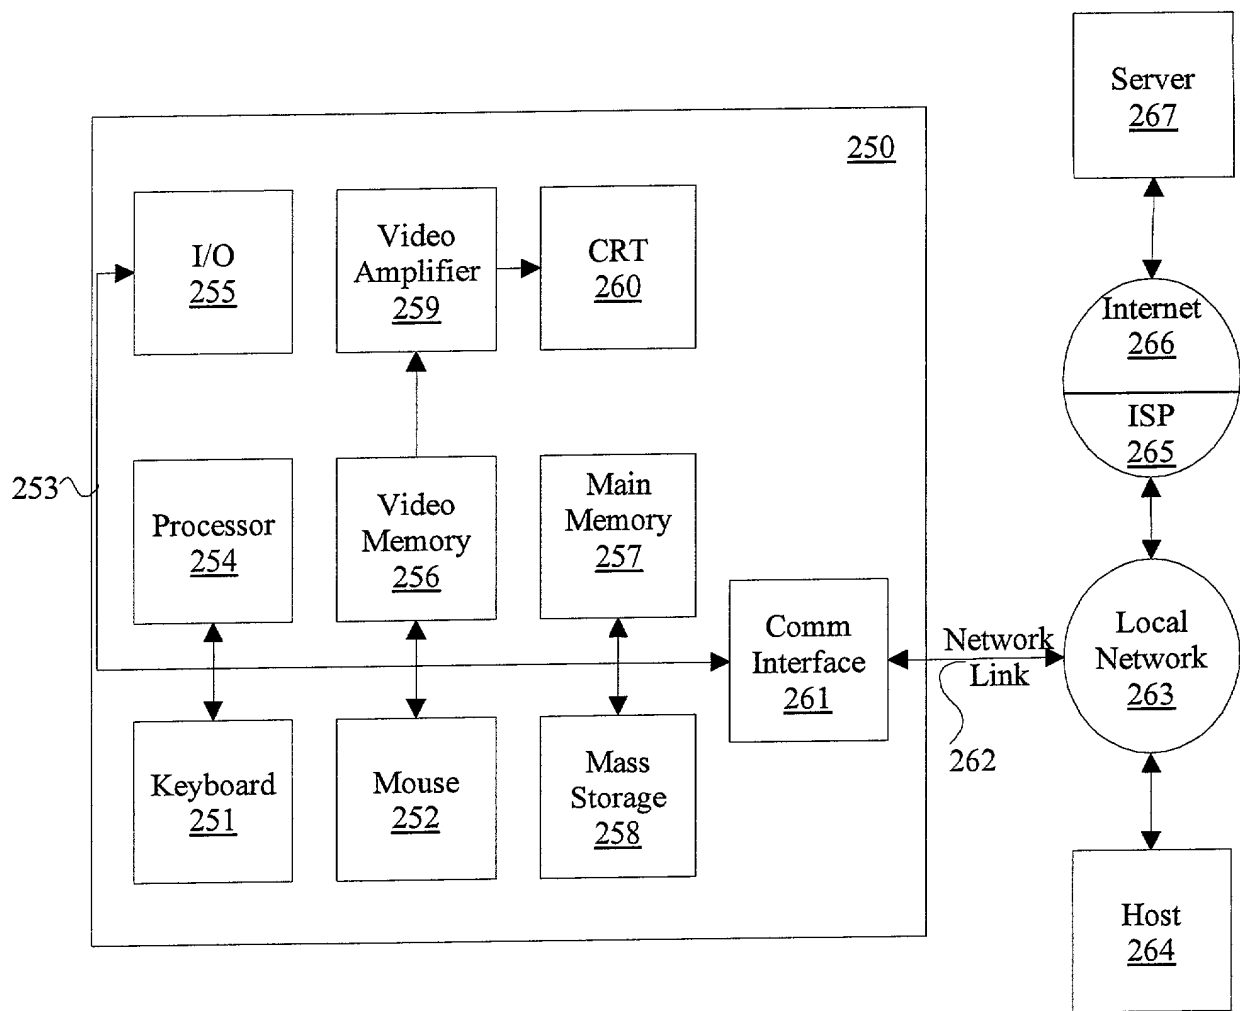 Server
267
250
I/O
255
Video
Amplifier
259
CRT
260
Internet
266
ISP
265
253
Processor
254
Video
Memory
256
Main
Memory
257
Comm
Interface
261
Network
Link
262
Local
Network
263
Keyboard
251
Mouse
252
Mass
Storage
258
Host
264